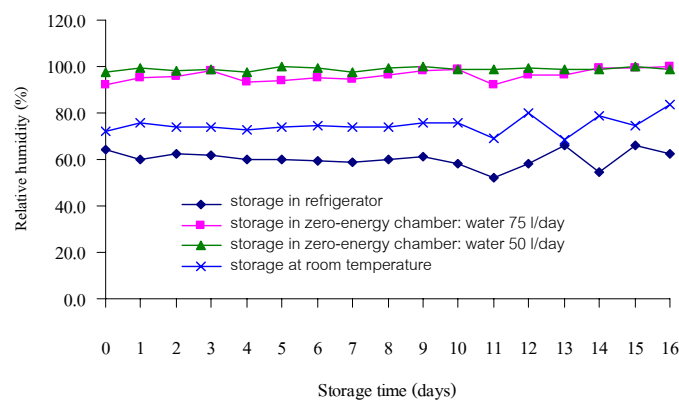 120.0
100.0
80.0
60.0
40.0
20.0
0.0
Relative humidity (%)
storage in refrigerator
storage in zero-energy chamber: water 75 l/day
storage in zero-energy chamber: water 50 l/day
storage at room temperature
0 1 2 3 4 5 6 7 8 9 10 11 12 13 14 15 16
Storage time (days)